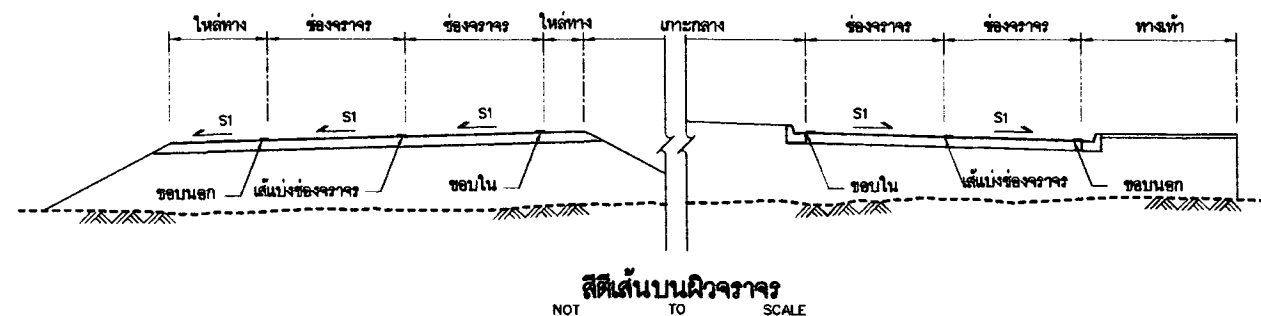 ไหล่ทาง ช่องจราจร ช่องจราจร ไหล่ทาง เกาะกลาง ช่องจราจร ช่องจราจร ทางเท้า
S1 S1 S1 S1 S1
ขอบนอก เส้นแบ่งช่องจราจร ขอบใน ขอบใน เส้นแบ่งช่องจราจร ขอบนอก
สีตีเส้นบนผิวจราจร
NOT TO SCALE